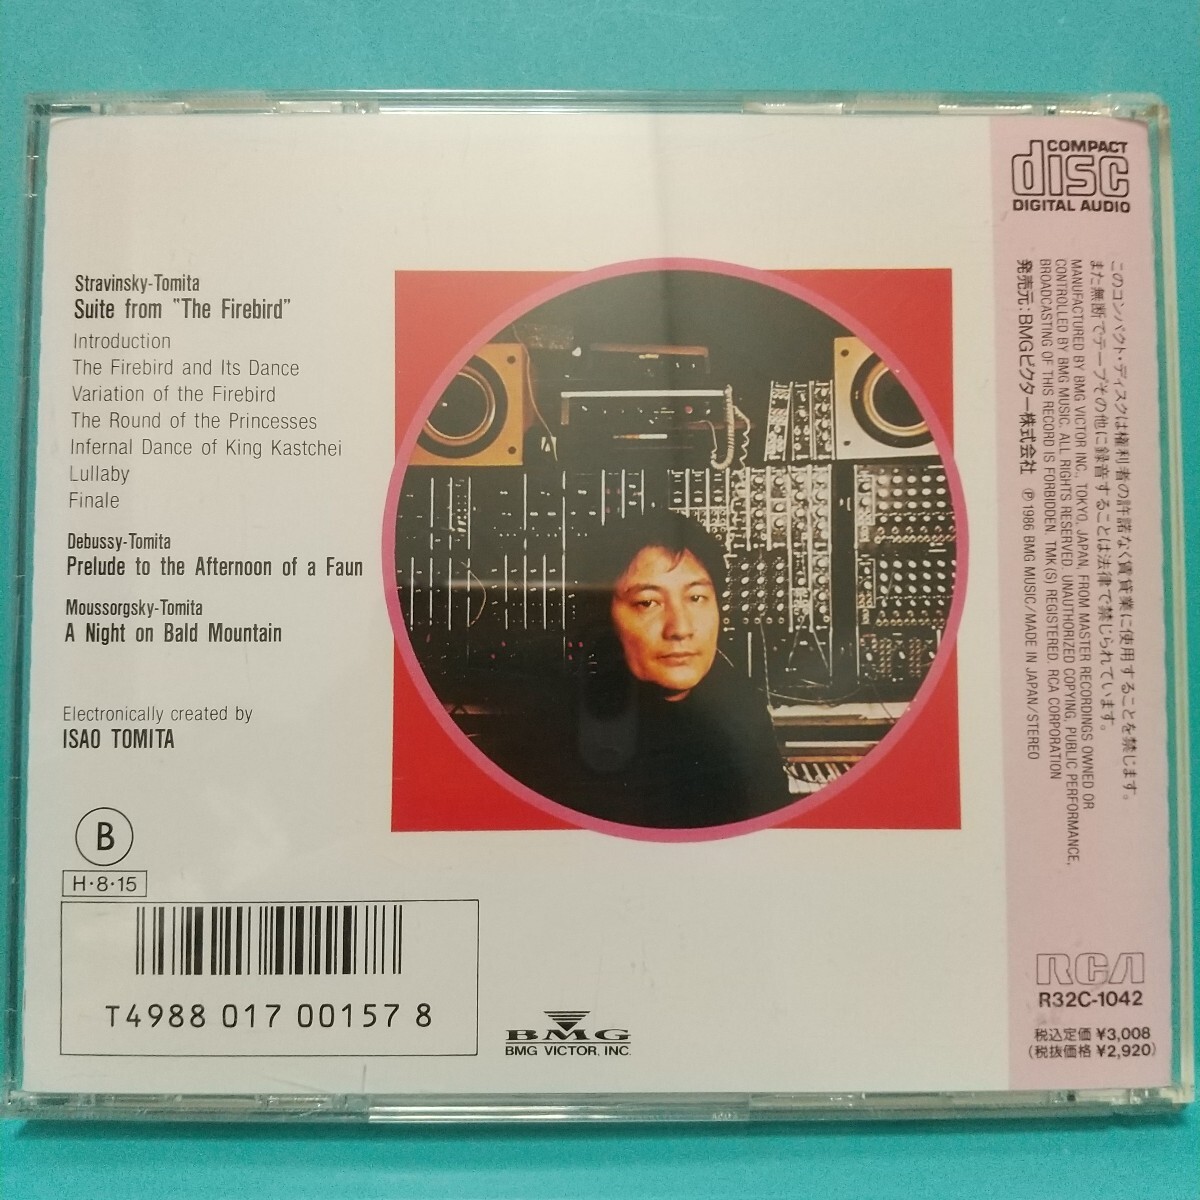 Stravinsky-Tomita
Suite from "The Firebird"
Introduction
The Firebird and Its Dance
Variation of the Firebird
The Round of the Princesses
Infernal Dance of King Kastchei
Lullaby
Finale
Debussy-Tomita
Prelude to the Afternoon of a Faun
Moussorgsky-Tomita
A Night on Bald Mountain
Electronically created by
ISAO TOMITA
B
H・8・15
T4988 017 00157 8
BMG
BMG VICTOR, INC.
COMPACT
disc
DIGITAL AUDIO
このコンパクト・ディスクは権利者の許諾なく賃貸業に使用することを禁じます。
また無断でテープその他に録音することは法律で禁じられています。
MANUFACTURED BY BMG VICTOR INC., TOKYO, JAPAN, FROM MASTER RECORDINGS OWNED OR
CONTROLLED BY BMG MUSIC. ALL RIGHTS RESERVED. UNAUTHORIZED COPYING, PUBLIC PERFORMANCE,
BROADCASTING OF THIS RECORD IS FORBIDDEN. TMK(S) REGISTERED. RCA CORPORATION
発売元:BMGビクター株式会社 ℗1986 BMG MUSIC/MADE IN JAPAN/STEREO
RCA
R32C-1042
税込定価 ¥3,008
(税抜価格 ¥2,920)